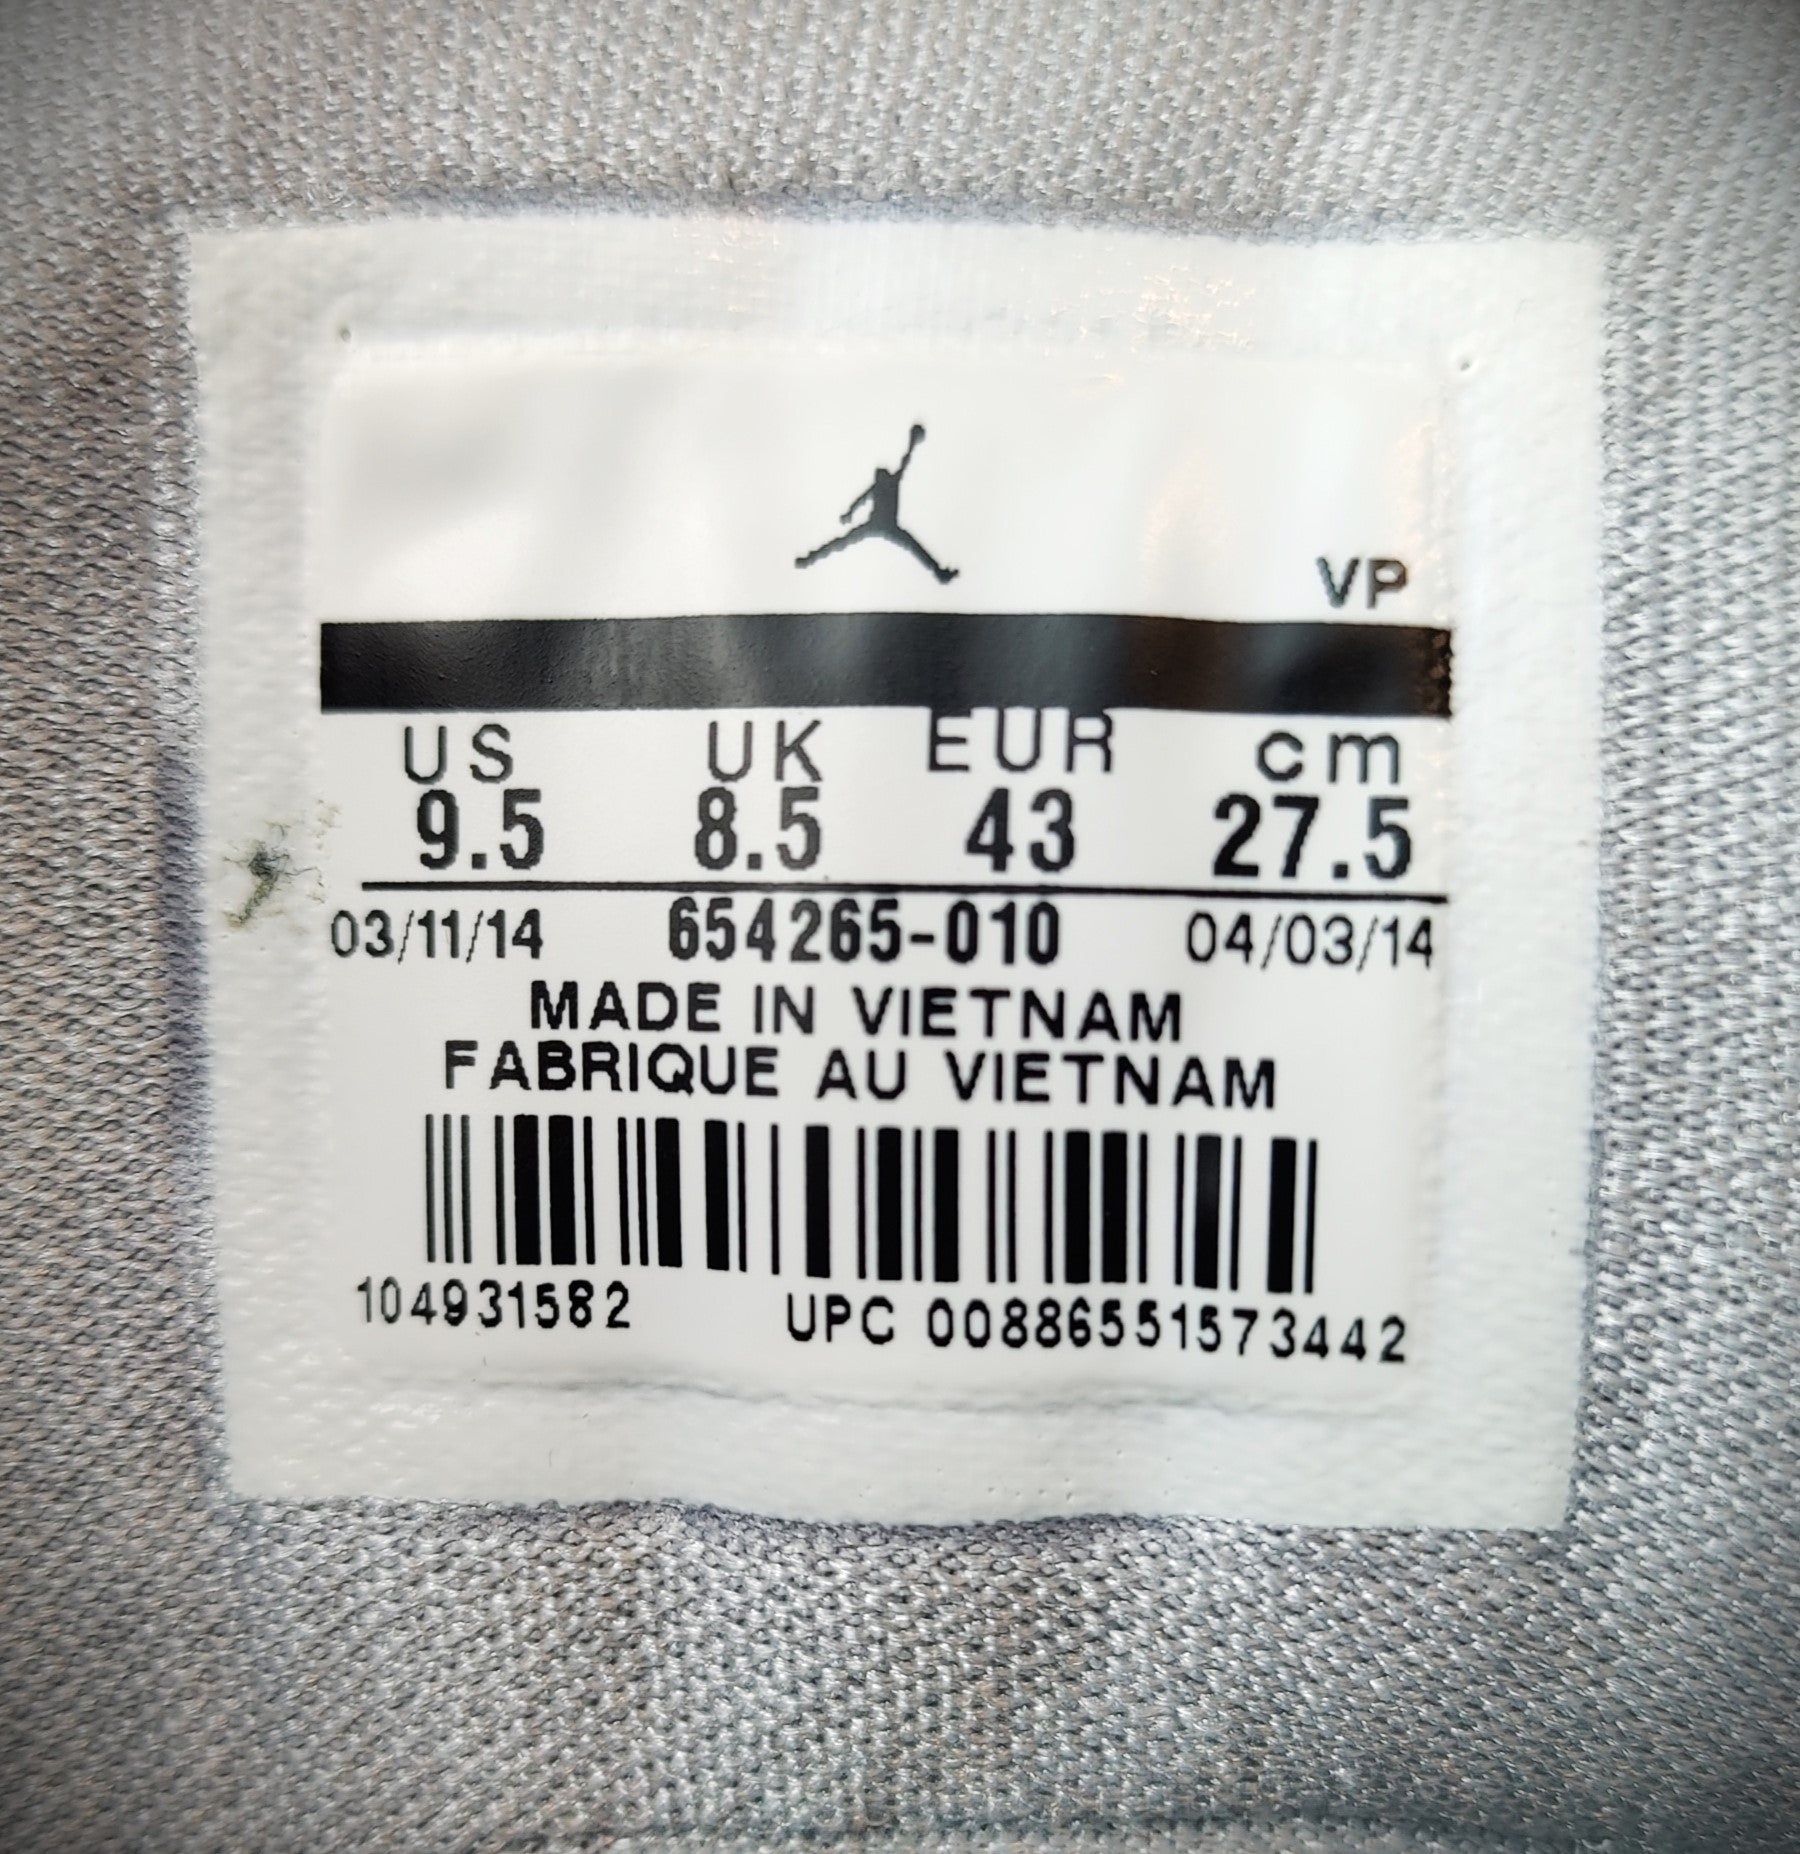 VP
US UK EUR cm
9.5 8.5 43 27.5
03/11/14 654265-010 04/03/14
MADE IN VIETNAM
FABRIQUE AU VIETNAM
104931582 UPC 00886551573442